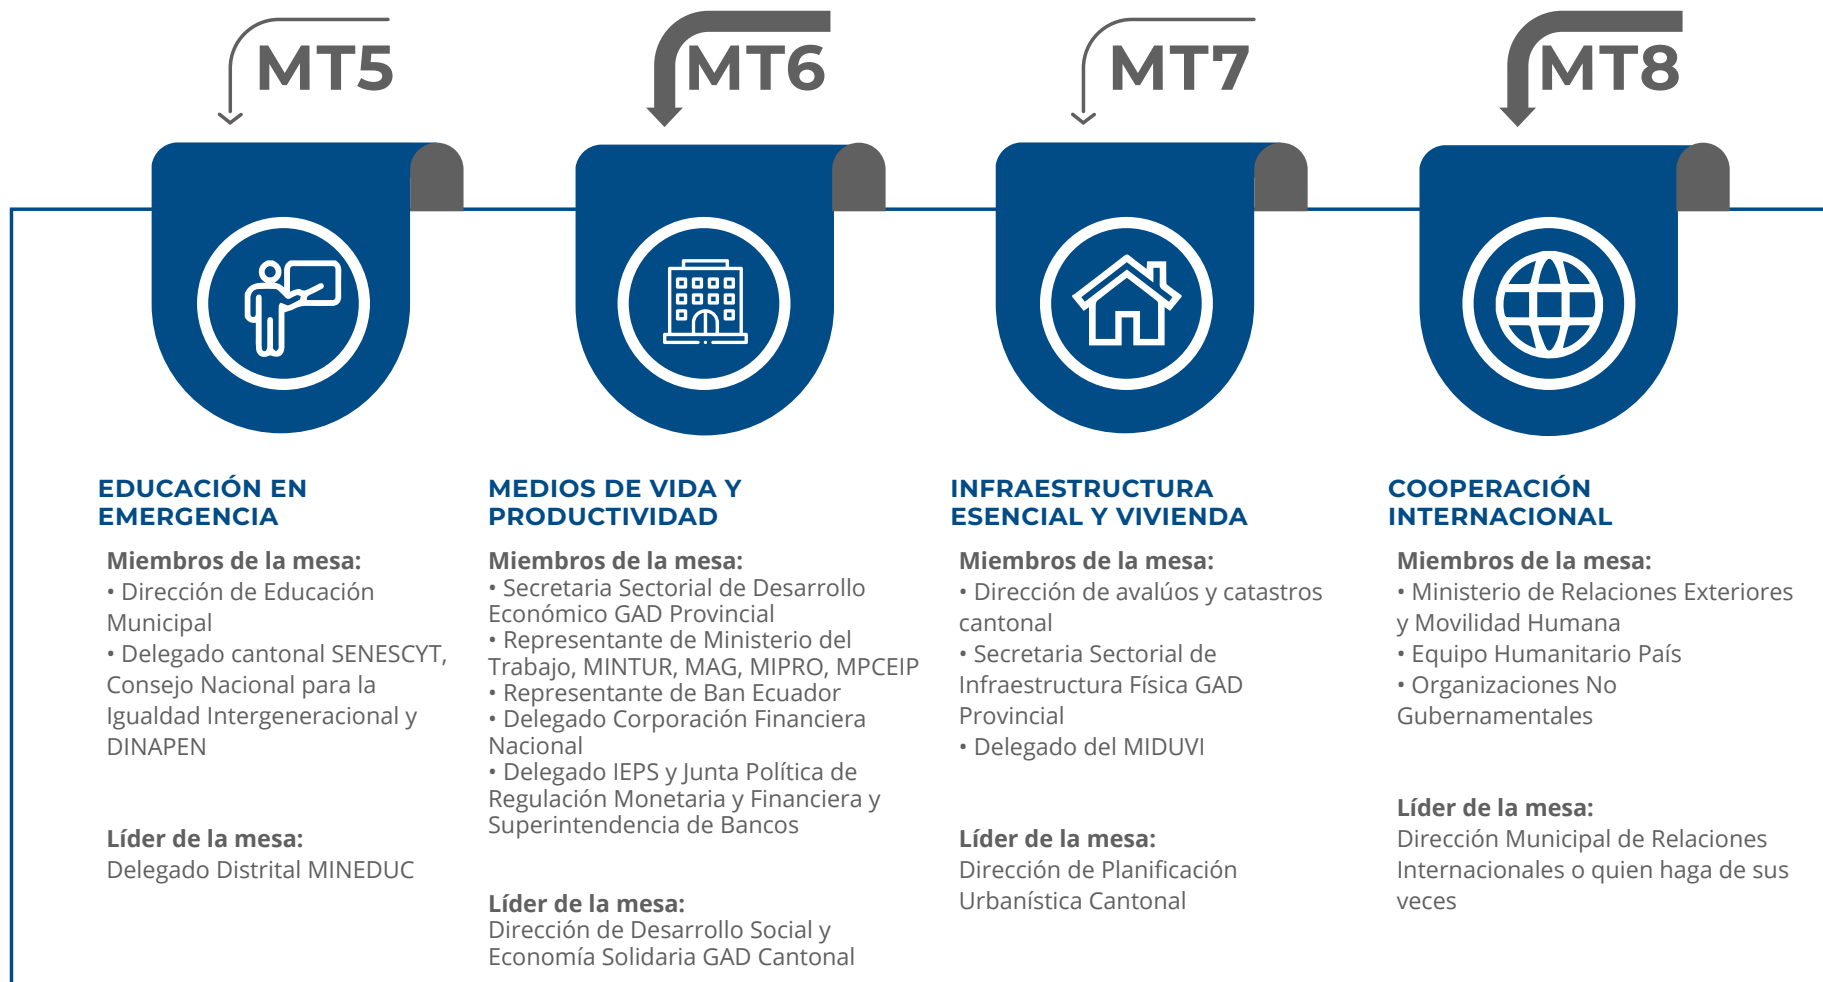 MT5
EDUCACIÓN EN
EMERGENCIA
Miembros de la mesa:
• Dirección de Educación
Municipal
• Delegado cantonal SENESCYT,
Consejo Nacional para la
Igualdad Intergeneracional y
DINAPEN
Líder de la mesa:
Delegado Distrital MINEDUC
MT6
MEDIOS DE VIDA Y
PRODUCTIVIDAD
Miembros de la mesa:
• Secretaria Sectorial de Desarrollo
Económico GAD Provincial
• Representante de Ministerio del
Trabajo, MINTUR, MAG, MIPRO, MPCEIP
• Representante de Ban Ecuador
• Delegado Corporación Financiera
Nacional
• Delegado IEPS y Junta Política de
Regulación Monetaria y Financiera y
Superintendencia de Bancos
Líder de la mesa:
Dirección de Desarrollo Social y
Economía Solidaria GAD Cantonal
MT7
INFRAESTRUCTURA
ESENCIAL Y VIVIENDA
Miembros de la mesa:
• Dirección de avalúos y catastros
cantonal
• Secretaria Sectorial de
Infraestructura Física GAD
Provincial
• Delegado del MIDUVI
Líder de la mesa:
Dirección de Planificación
Urbanística Cantonal
MT8
COOPERACIÓN
INTERNACIONAL
Miembros de la mesa:
• Ministerio de Relaciones Exteriores
y Movilidad Humana
• Equipo Humanitario País
• Organizaciones No
Gubernamentales
Líder de la mesa:
Dirección Municipal de Relaciones
Internacionales o quien haga de sus
veces